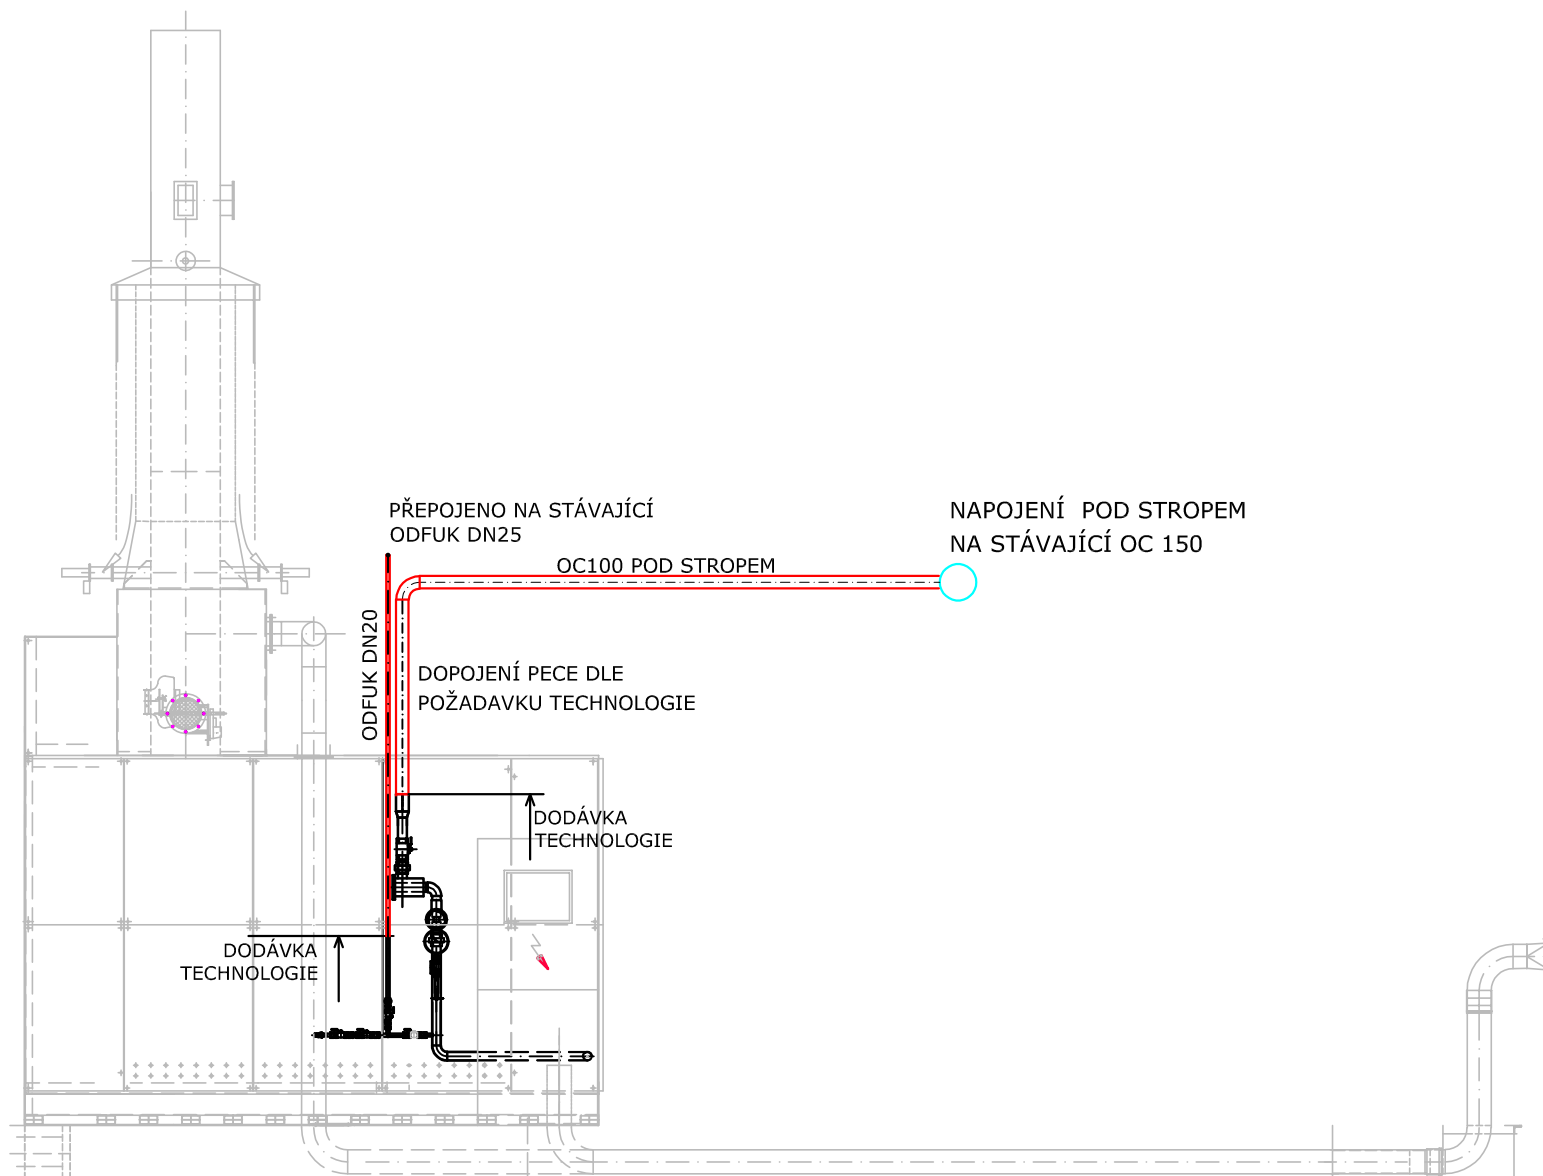 PŘEPOJENO NA STÁVAJÍCÍ
ODFUK DN25
NAPOJENÍ POD STROPEM
NA STÁVAJÍCÍ OC 150
OC100 POD STROPEM
ODFUK DN20
DOPOJENÍ PECE DLE
POŽADAVKU TECHNOLOGIE
DODÁVKA
TECHNOLOGIE
DODÁVKA
TECHNOLOGIE